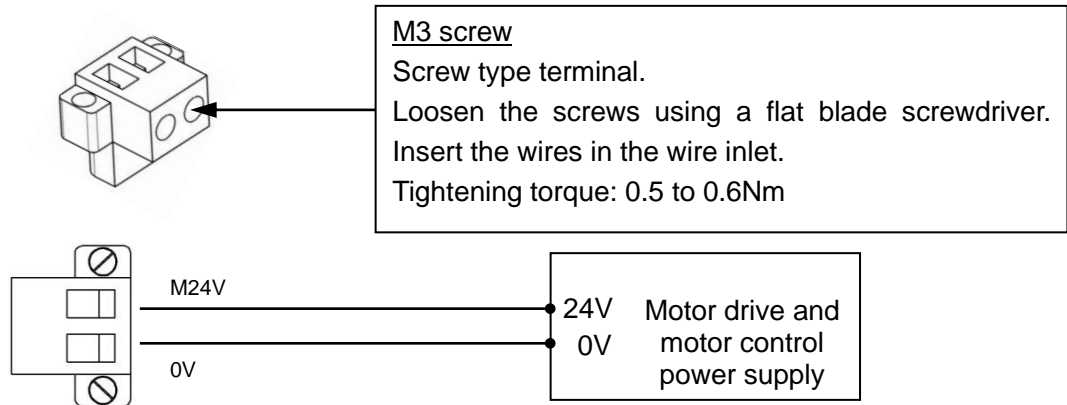 M3 screw
Screw type terminal.
Loosen the screws using a flat blade screwdriver.
Insert the wires in the wire inlet.
Tightening torque: 0.5 to 0.6Nm
M24V
0V
24V
0V
Motor drive and
motor control
power supply